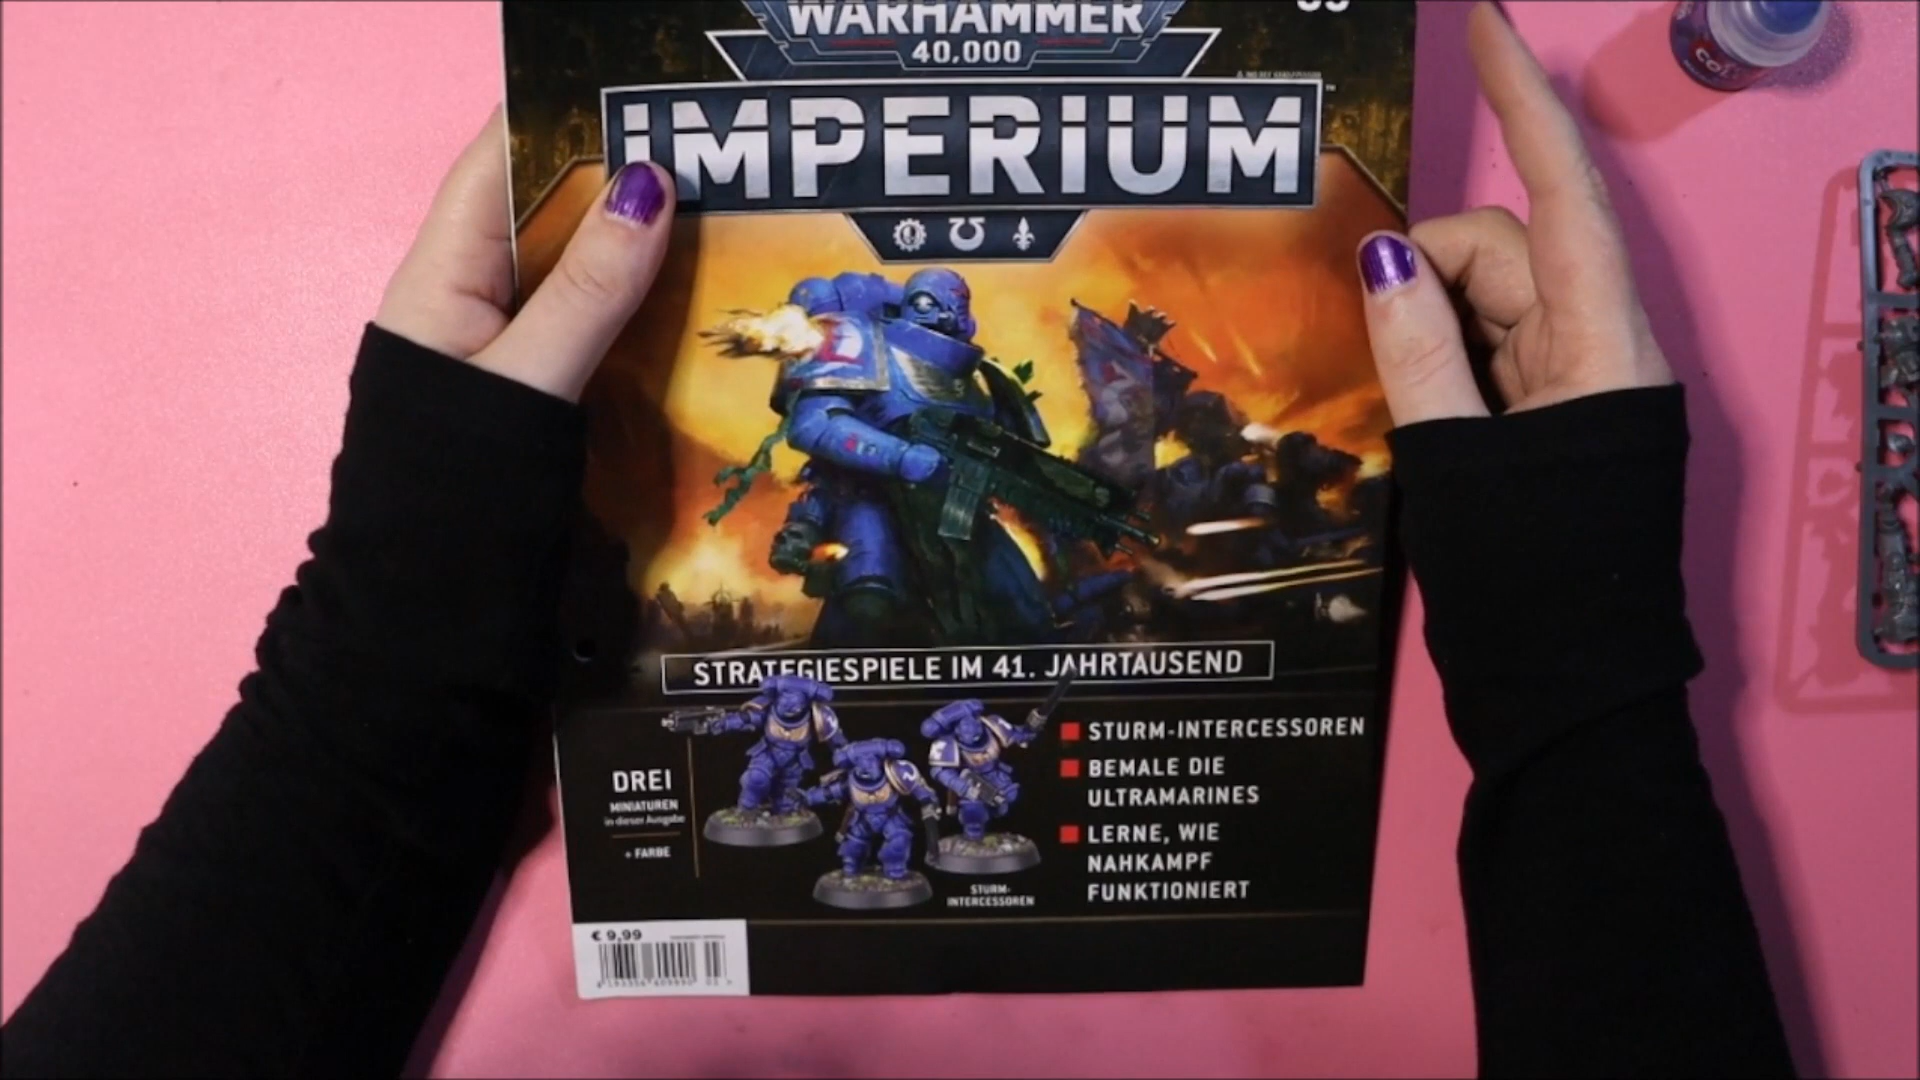 WARHAMMER
40,000
IMPERIUM
STRATEGIESPIELE IM 41. JAHRTAUSEND
STURM-INTERCESSOREN
BEMALE DIE
ULTRAMARINES
LERNE, WIE
NAHKAMPF
FUNKTIONIERT
DREI
MINIATUREN
in dieser Ausgabe
+ FARBE
STURM-
INTERCESSOREN
€ 9,99